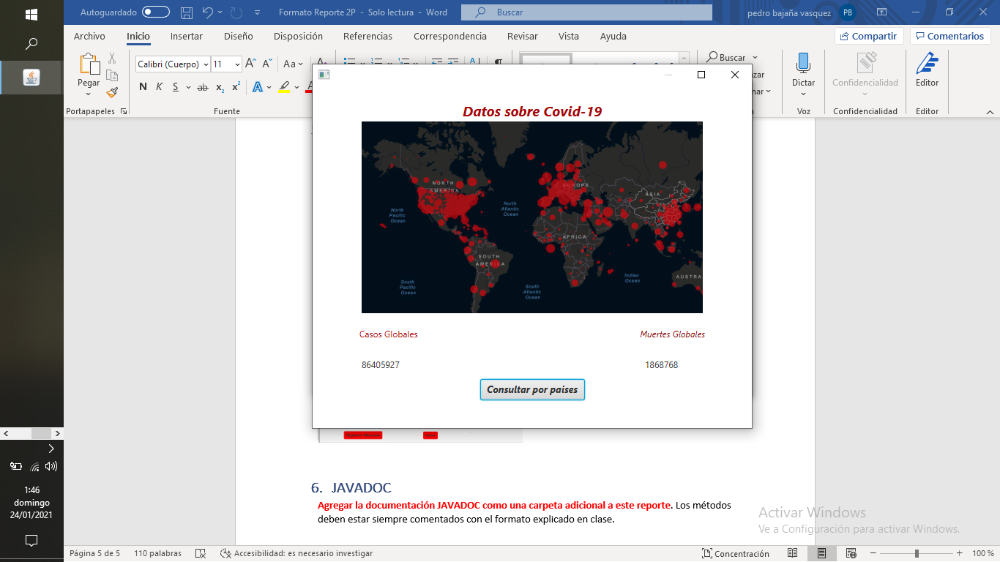 Autoguardado
Formato Reporte 2P - Solo lectura - Word
Buscar
pedro bajaña vasquez
PB
Archivo
Inicio
Insertar
Diseño
Disposición
Referencias
Correspondencia
Revisar
Vista
Ayuda
Compartir
Comentarios
Pegar
Calibri (Cuerpo)
11
Aa
N K S ab x₂ x²
Buscar
Dictar
Confidencialidad
Editor
Portapapeles
Fuente
Voz
Confidencialidad
Editor
Datos sobre Covid-19
NORTH
AMERICA
EUROPE
ASIA
North
Pacific
Ocean
North
Atlantic
Ocean
AFRICA
SOUTH
AMERICA
Indian
Ocean
AUSTRA
South
Pacific
Ocean
South
Atlantic
Ocean
Casos Globales
Muertes Globales
86405927
1868768
Consultar por paises
6. JAVADOC
Agregar la documentación JAVADOC como una carpeta adicional a este reporte. Los métodos
deben estar siempre comentados con el formato explicado en clase.
Activar Windows
Ve a Configuración para activar Windows.
1:46
domingo
24/01/2021
Página 5 de 5
110 palabras
Accesibilidad: es necesario investigar
Concentración
100 %